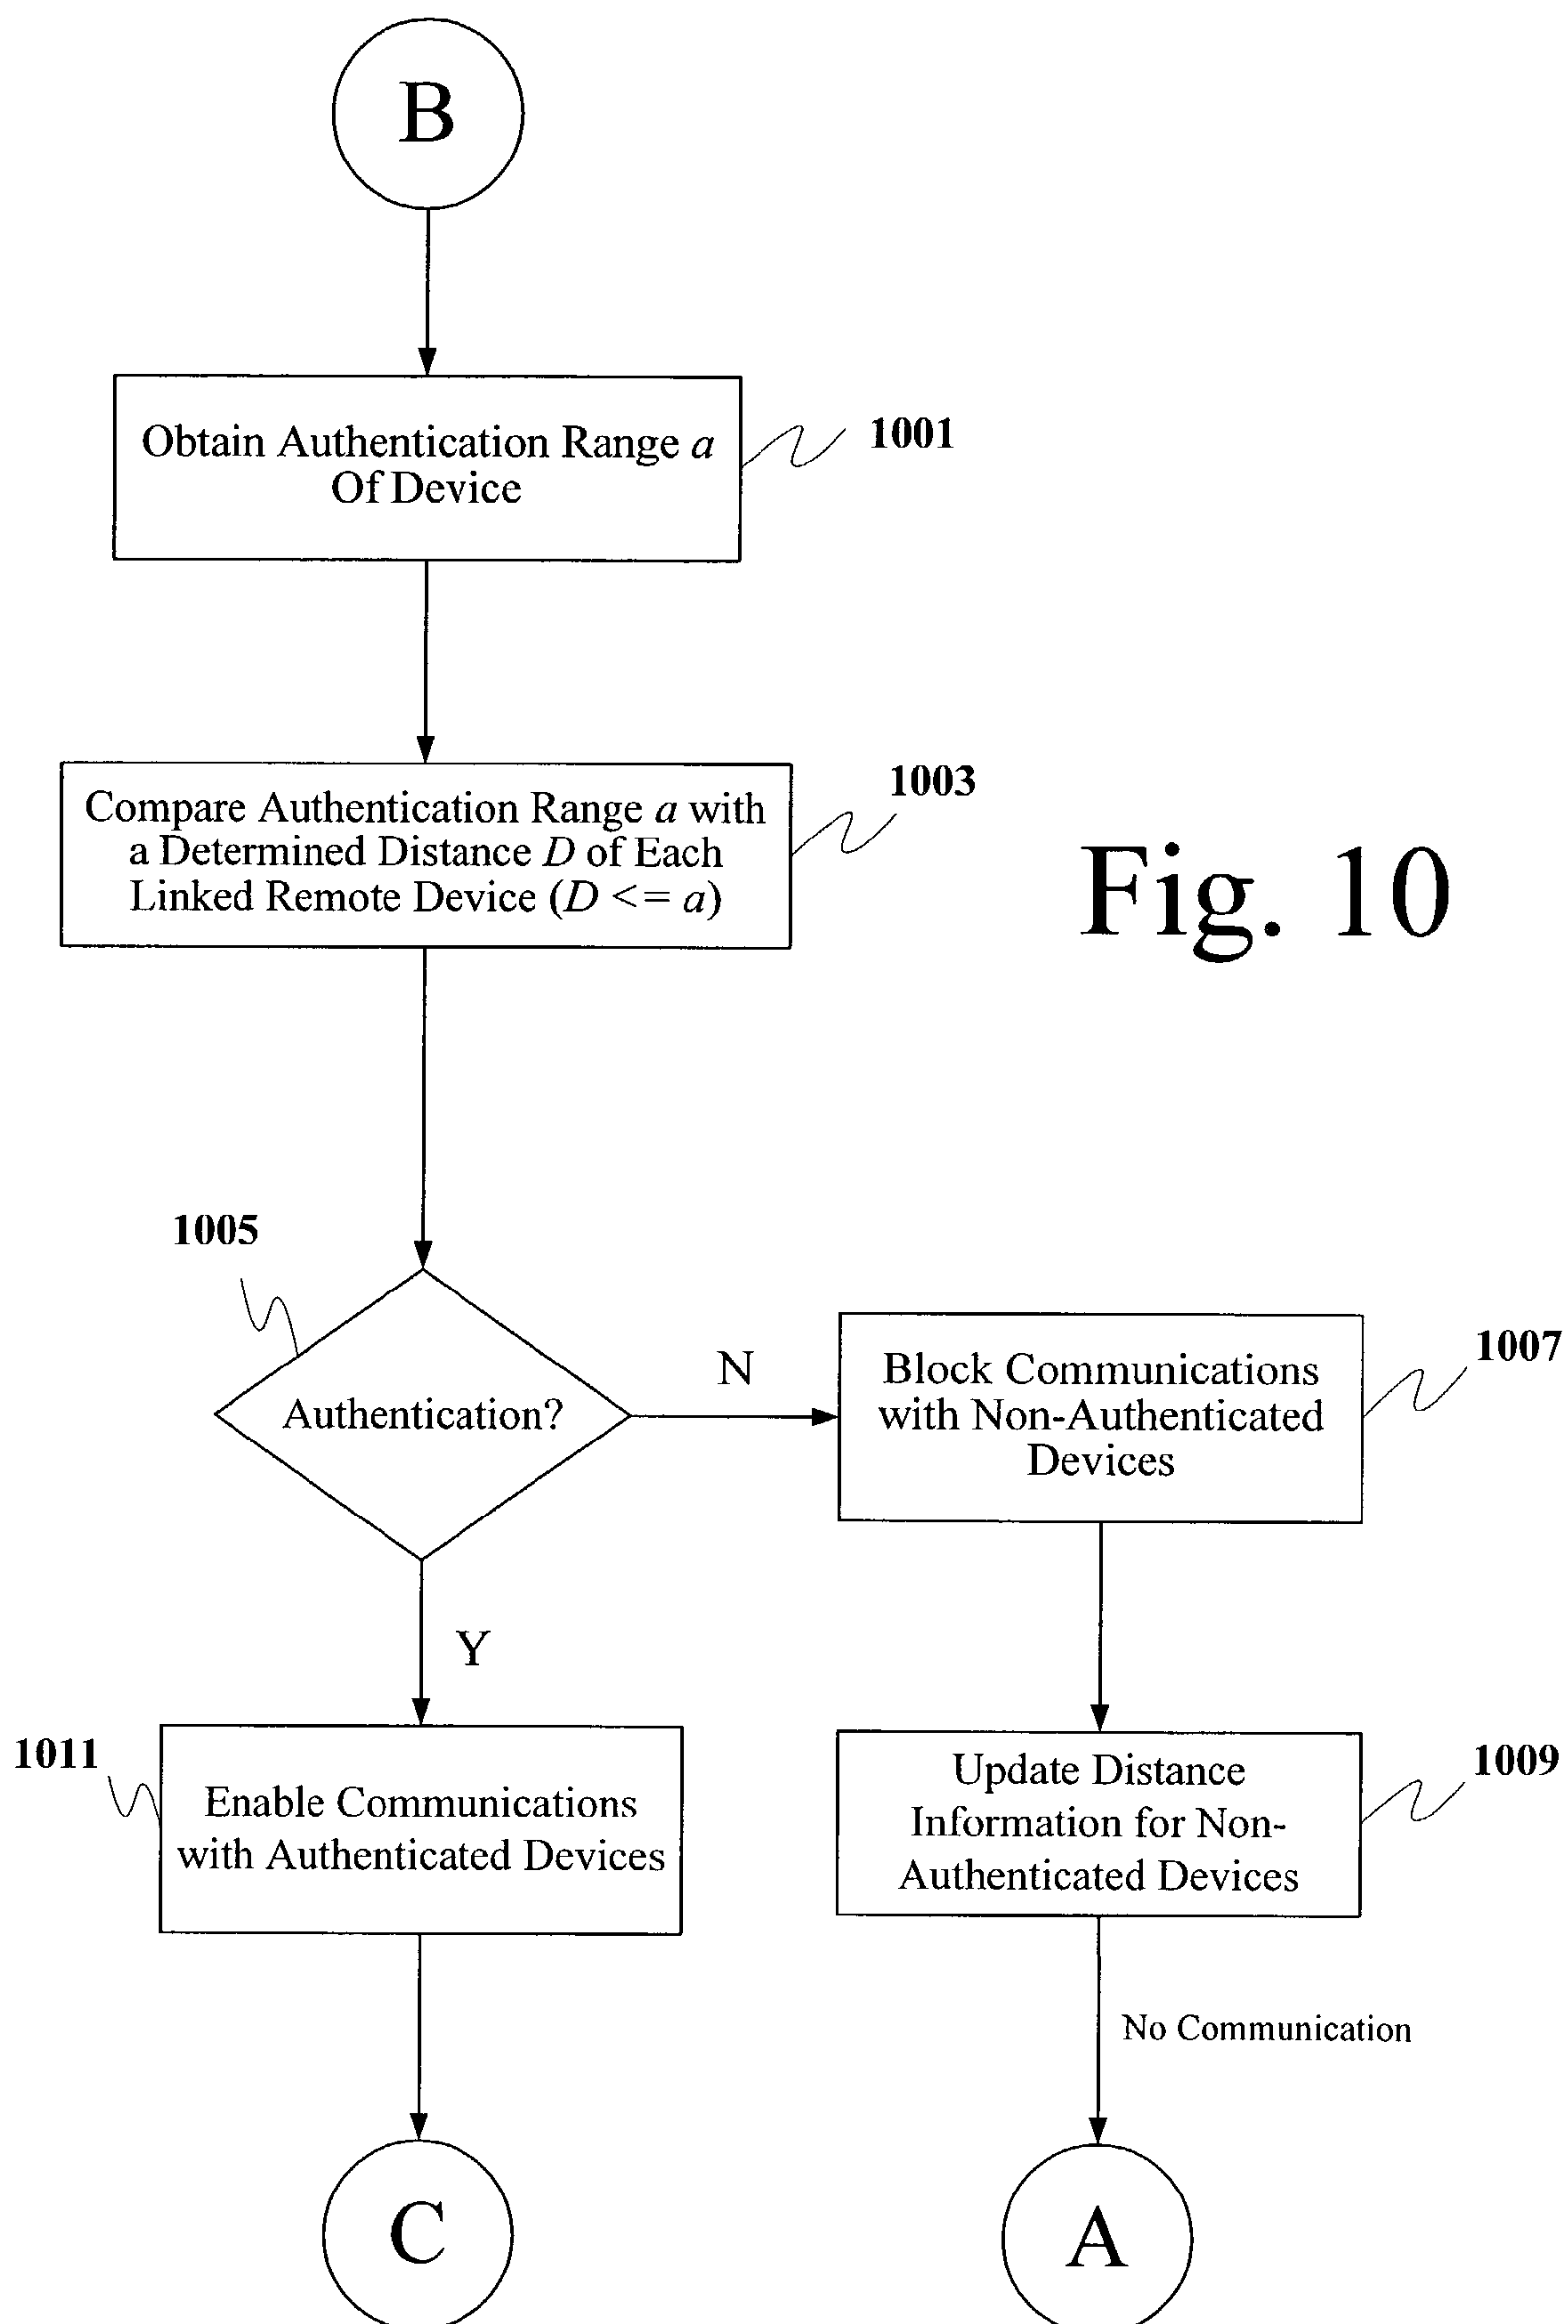 B
Obtain Authentication Range a
Of Device
1001
Compare Authentication Range a with
a Determined Distance D of Each
Linked Remote Device (D <= a)
1003
Fig. 10
1005
Authentication?
N
Block Communications
with Non-Authenticated
Devices
1007
Y
1011
Enable Communications
with Authenticated Devices
Update Distance
Information for Non-
Authenticated Devices
1009
No Communication
C
A